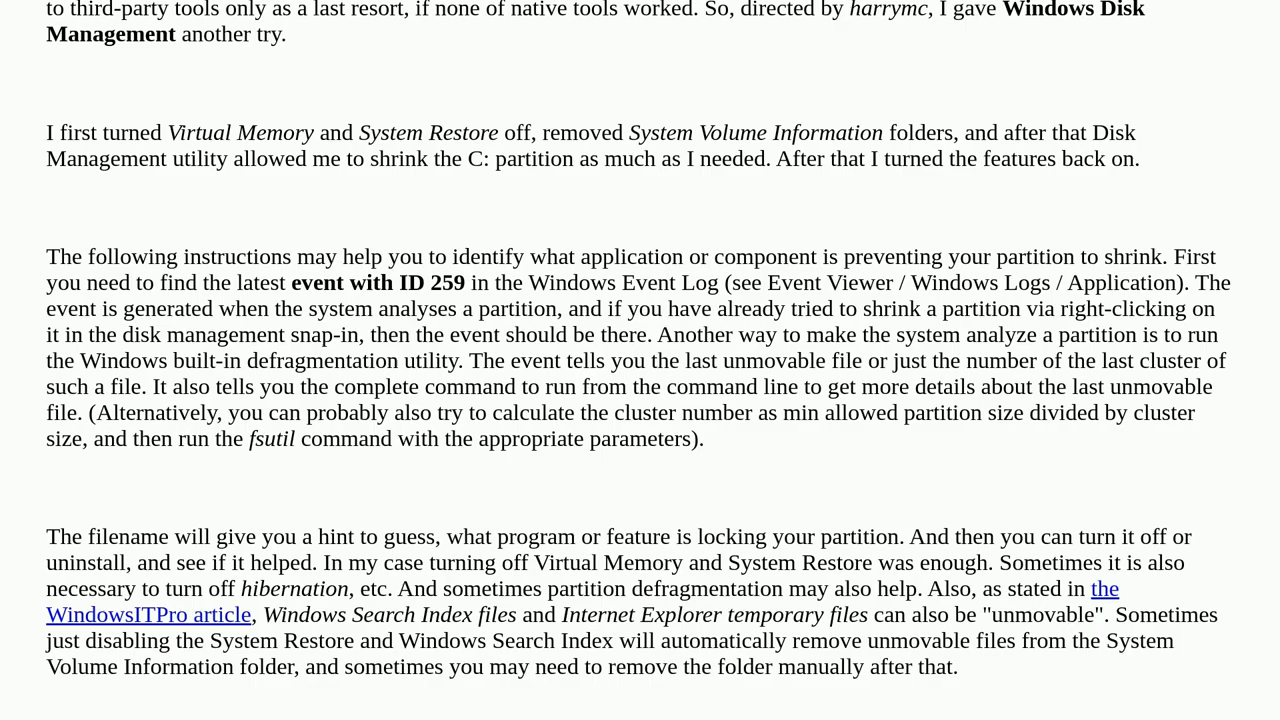 to third-party tools only as a last resort, if none of native tools worked. So, directed by harrymc, I gave Windows Disk
Management another try.
I first turned Virtual Memory and System Restore off, removed System Volume Information folders, and after that Disk
Management utility allowed me to shrink the C: partition as much as I needed. After that I turned the features back on.
The following instructions may help you to identify what application or component is preventing your partition to shrink. First
you need to find the latest event with ID 259 in the Windows Event Log (see Event Viewer / Windows Logs / Application). The
event is generated when the system analyses a partition, and if you have already tried to shrink a partition via right-clicking on
it in the disk management snap-in, then the event should be there. Another way to make the system analyze a partition is to run
the Windows built-in defragmentation utility. The event tells you the last unmovable file or just the number of the last cluster of
such a file. It also tells you the complete command to run from the command line to get more details about the last unmovable
file. (Alternatively, you can probably also try to calculate the cluster number as min allowed partition size divided by cluster
size, and then run the fsutil command with the appropriate parameters).
The filename will give you a hint to guess, what program or feature is locking your partition. And then you can turn it off or
uninstall, and see if it helped. In my case turning off Virtual Memory and System Restore was enough. Sometimes it is also
necessary to turn off hibernation, etc. And sometimes partition defragmentation may also help. Also, as stated in the
WindowsITPro article, Windows Search Index files and Internet Explorer temporary files can also be "unmovable". Sometimes
just disabling the System Restore and Windows Search Index will automatically remove unmovable files from the System
Volume Information folder, and sometimes you may need to remove the folder manually after that.